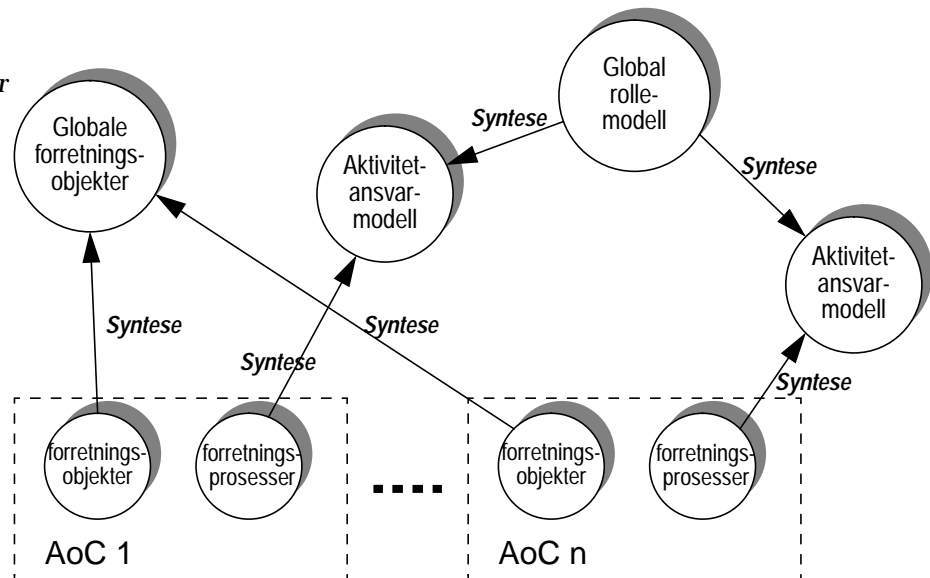 r
Globale
forretnings-
objekter
Syntese
Aktivitet-
ansvar-
modell
Global
rolle-
modell
Syntese
Aktivitet-
ansvar-
modell
Syntese
Syntese
Syntese
Syntese
forretnings-
objekter
forretnings-
prosesser
forretnings-
objekter
forretnings-
prosesser
AoC 1
AoC n